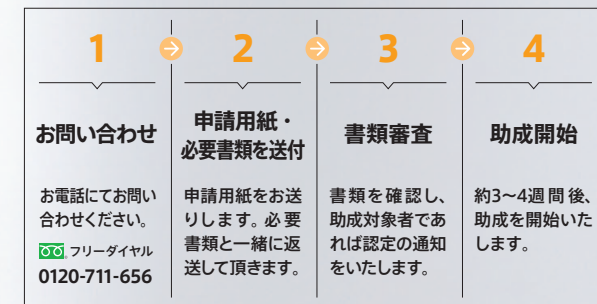 1
お問い合わせ
お電話にてお問い
合わせください。
フリーダイヤル
0120-711-656
2
申請用紙・
必要書類を送付
申請用紙をお送
りします。必要
書類と一緒に返
送して頂きます。
3
書類審査
書類を確認し、
助成対象者であ
れば認定の通知
をいたします。
4
助成開始
約3~4週間後、
助成を開始いた
します。